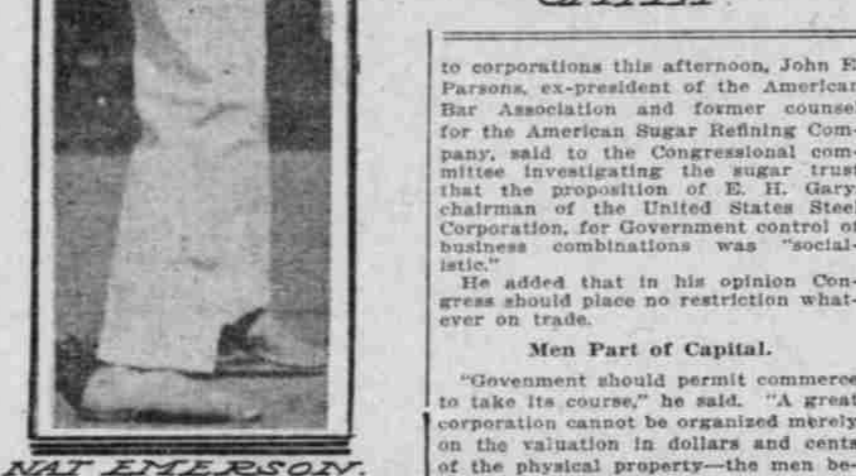 to corporations this afternoon, John E
Parsons, ex-president of the American
Bar Association and former counsel
for the American Sugar Refining Com-
pany, said to the Congressional com-
mittee investigating the sugar trust
that the proposition of E. H. Gary,
chairman of the United States Steel
Corporation, for Government control of
business combinations was "social-
istic."
He added that in his opinion Con-
gress should place no restriction what-
ever on trade.
Men Part of Capital.
"Govenment should permit commerce
to take its course," he said. "A great
corporation cannot be organized merely
on the valuation in dollars and cents
of the physical property—the men be-
NAT EMERSON.